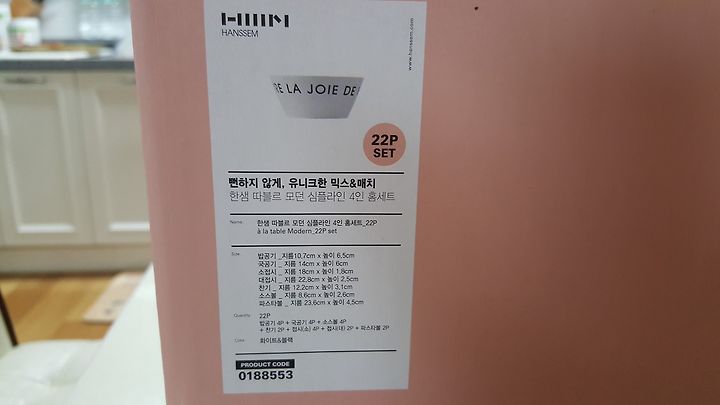 HANSSEM
www.hanssem.com
RE LA JOIE DE
22P
SET
뻔하지 않게, 유니크한 믹스&매치
한샘 따블르 모던 심플라인 4인 홈세트
Name 한샘 따블르 모던 심플라인 4인 홈세트_22P
à la table Modern_22P set
Size 밥공기 _지름10,7cm x 높이 6,5cm
국공기 _ 지름 14cm x 높이 6cm
소접시 _ 지름 18cm x 높이 1,8cm
대접시 _ 지름 22,8cm x 높이 2,5cm
찬기 _ 지름 12,2cm x 높이 3,1cm
소스볼 _ 지름 8,6cm x 높이 2,6cm
파스타볼 _ 지름 23,6cm x 높이 4,5cm
Quantity 22P
밥공기 4P + 국공기 4P + 소스볼 4P
+ 찬기 2P + 접시(소) 4P + 접시(대) 2P + 파스타볼 2P
Color 화이트&블랙
PRODUCT CODE
0188553